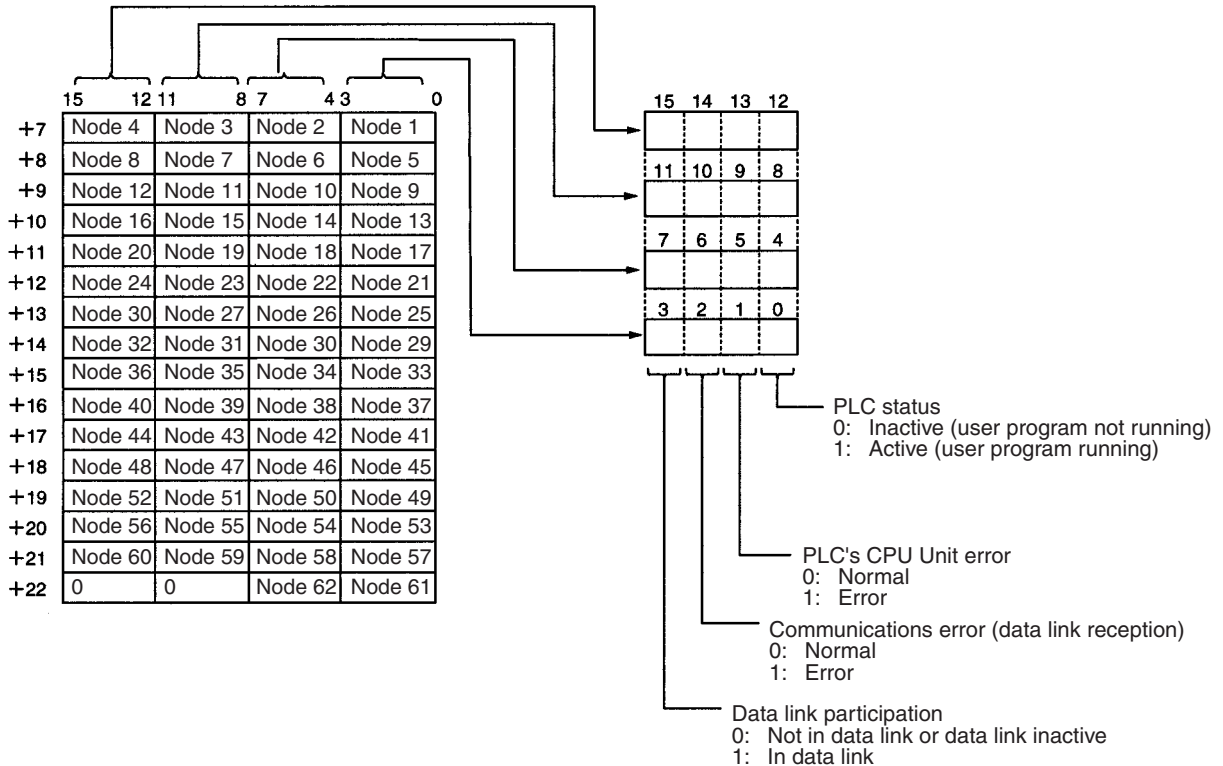 15 12 11 8 7 4 3 0
+7 Node 4 Node 3 Node 2 Node 1
+8 Node 8 Node 7 Node 6 Node 5
+9 Node 12 Node 11 Node 10 Node 9
+10 Node 16 Node 15 Node 14 Node 13
+11 Node 20 Node 19 Node 18 Node 17
+12 Node 24 Node 23 Node 22 Node 21
+13 Node 30 Node 27 Node 26 Node 25
+14 Node 32 Node 31 Node 30 Node 29
+15 Node 36 Node 35 Node 34 Node 33
+16 Node 40 Node 39 Node 38 Node 37
+17 Node 44 Node 43 Node 42 Node 41
+18 Node 48 Node 47 Node 46 Node 45
+19 Node 52 Node 51 Node 50 Node 49
+20 Node 56 Node 55 Node 54 Node 53
+21 Node 60 Node 59 Node 58 Node 57
+22 0 0 Node 62 Node 61
15 14 13 12
11 10 9 8
7 6 5 4
3 2 1 0
PLC status
0: Inactive (user program not running)
1: Active (user program running)
PLC's CPU Unit error
0: Normal
1: Error
Communications error (data link reception)
0: Normal
1: Error
Data link participation
0: Not in data link or data link inactive
1: In data link